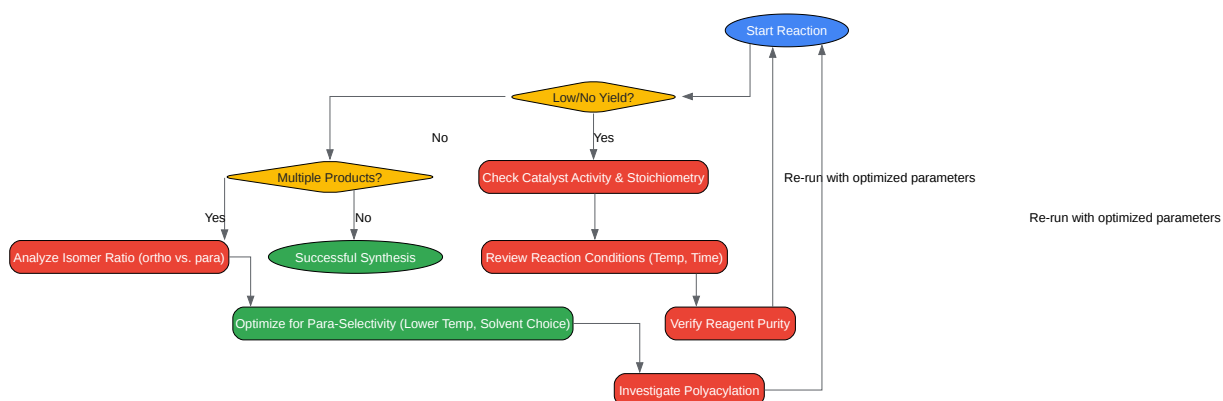 Start Reaction
Low/No Yield?
No
Yes
Multiple Products?
Check Catalyst Activity & Stoichiometry
Re-run with optimized parameters
Yes
No
Re-run with optimized parameters
Analyze Isomer Ratio (ortho vs. para)
Successful Synthesis
Review Reaction Conditions (Temp, Time)
Optimize for Para-Selectivity (Lower Temp, Solvent Choice)
Verify Reagent Purity
Investigate Polyacylation